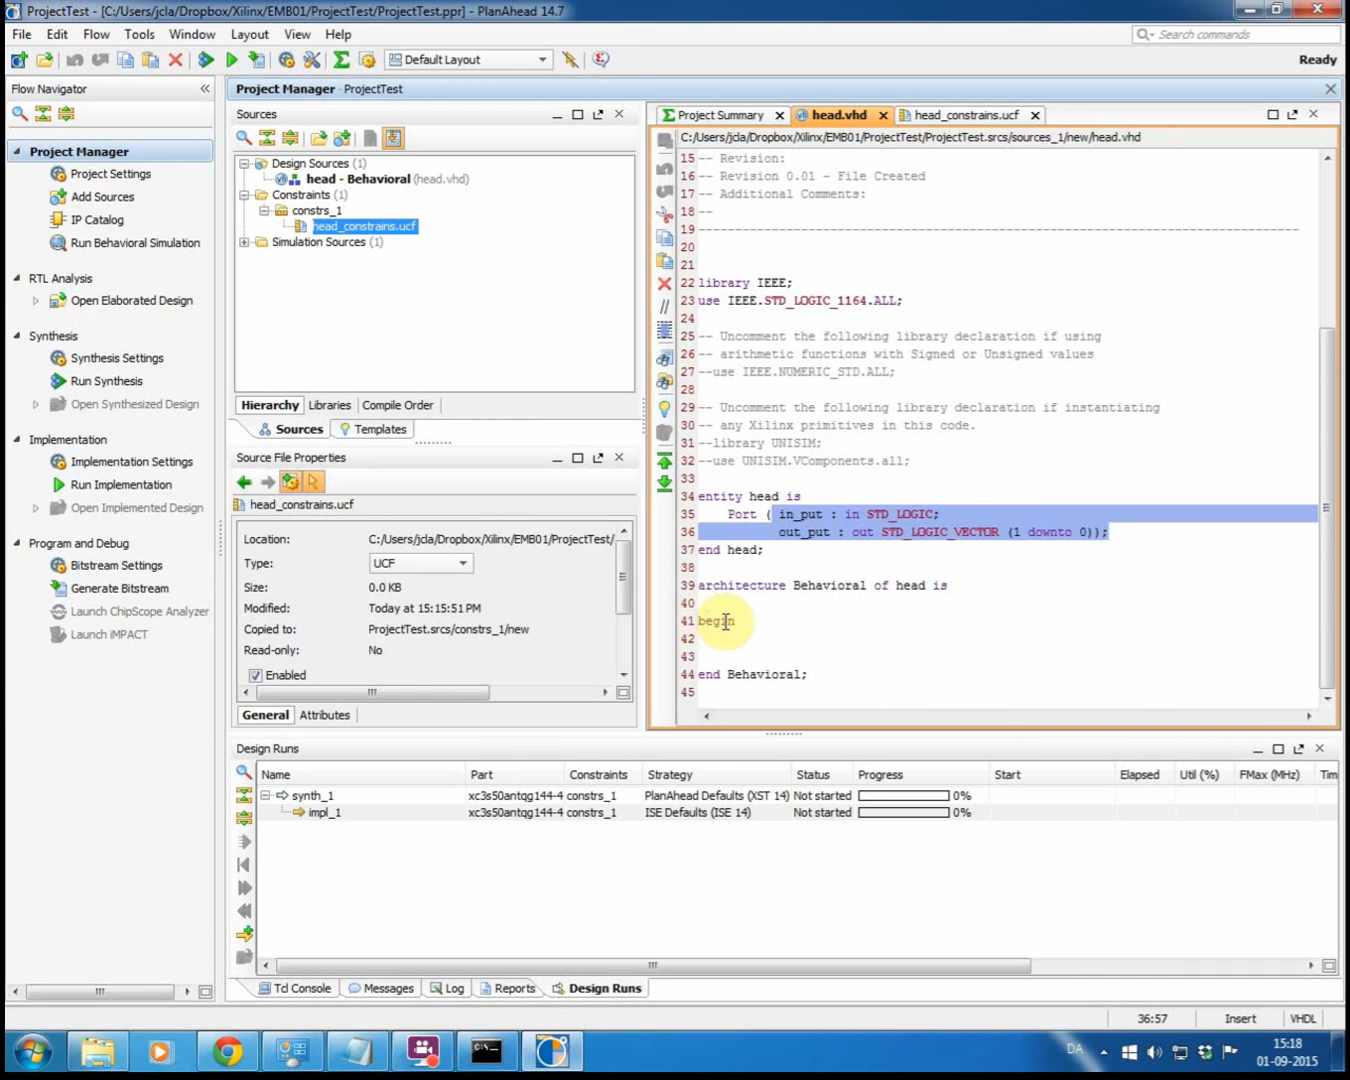 ProjectTest - [C:/Users/jcla/Dropbox/Xilinx/EMB01/ProjectTest/ProjectTest.ppr] - PlanAhead 14.7
File Edit Flow Tools Window Layout View Help
Search commands
Default Layout
Ready
Flow Navigator
Project Manager
Project Settings
Add Sources
IP Catalog
Run Behavioral Simulation
RTL Analysis
Open Elaborated Design
Synthesis
Synthesis Settings
Run Synthesis
Open Synthesized Design
Implementation
Implementation Settings
Run Implementation
Open Implemented Design
Program and Debug
Bitstream Settings
Generate Bitstream
Launch ChipScope Analyzer
Launch iMPACT
Project Manager - ProjectTest
Sources
Design Sources (1)
head - Behavioral (head.vhd)
Constraints (1)
constrs_1
head_constrains.ucf
Simulation Sources (1)
Hierarchy Libraries Compile Order
Sources Templates
Source File Properties
head_constrains.ucf
Location: C:/Users/jcla/Dropbox/Xilinx/EMB01/ProjectTest/
Type: UCF
Size: 0.0 KB
Modified: Today at 15:15:51 PM
Copied to: ProjectTest.srcs/constrs_1/new
Read-only: No
Enabled
General Attributes
Project Summary head.vhd head_constrains.ucf
C:/Users/jcla/Dropbox/Xilinx/EMB01/ProjectTest/ProjectTest.srcs/sources_1/new/head.vhd
15 -- Revision:
16 -- Revision 0.01 - File Created
17 -- Additional Comments:
18 --
19 ----------------------------------------------------------------------------------
20
21
22 library IEEE;
23 use IEEE.STD_LOGIC_1164.ALL;
24
25 -- Uncomment the following library declaration if using
26 -- arithmetic functions with Signed or Unsigned values
27 --use IEEE.NUMERIC_STD.ALL;
28
29 -- Uncomment the following library declaration if instantiating
30 -- any Xilinx primitives in this code.
31 --library UNISIM;
32 --use UNISIM.VComponents.all;
33
34 entity head is
35 Port ( in_put : in STD_LOGIC;
36 out_put : out STD_LOGIC_VECTOR (1 downto 0));
37 end head;
38
39 architecture Behavioral of head is
40
41 begin
42
43
44 end Behavioral;
45
Design Runs
Name Part Constraints Strategy Status Progress Start Elapsed Util (%) FMax (MHz) Tim
synth_1 xc3s50antqg144-4 constrs_1 PlanAhead Defaults (XST 14) Not started 0%
impl_1 xc3s50antqg144-4 constrs_1 ISE Defaults (ISE 14) Not started 0%
Tcl Console Messages Log Reports Design Runs
36:57 Insert VHDL
DA
15:18
01-09-2015